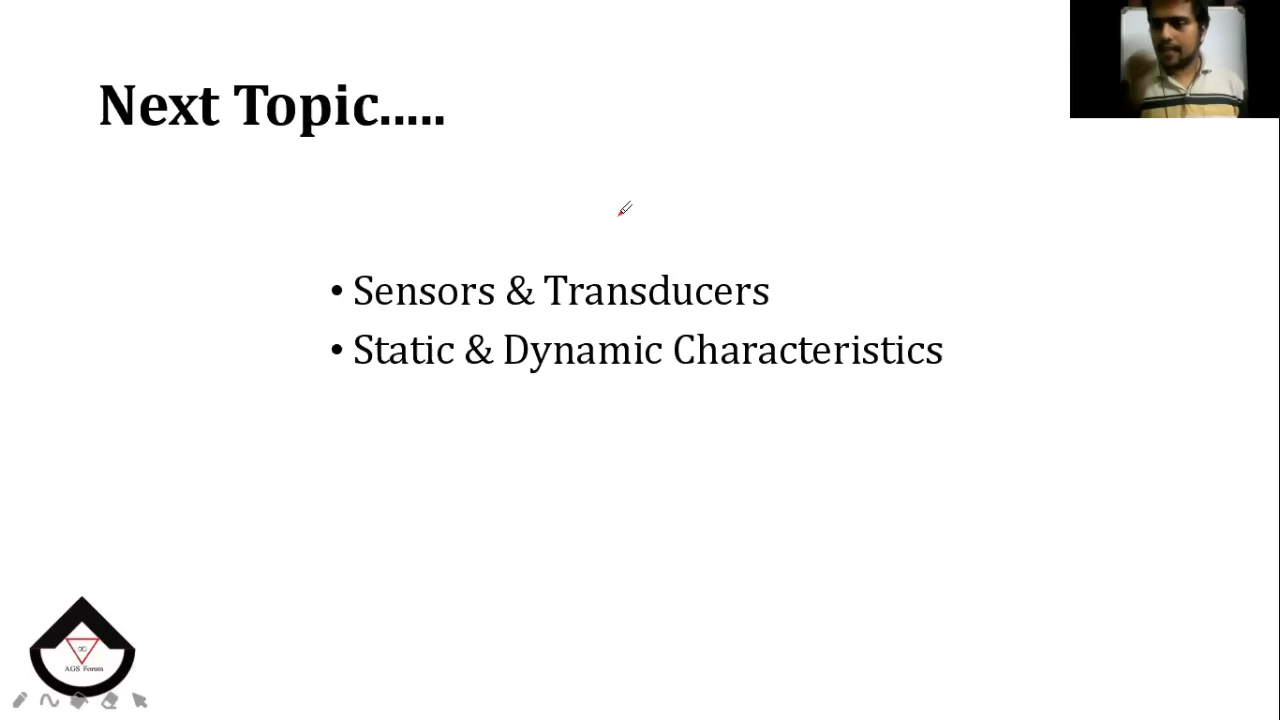 Next Topic.....
• Sensors & Transducers
• Static & Dynamic Characteristics
∞
AGS Forum